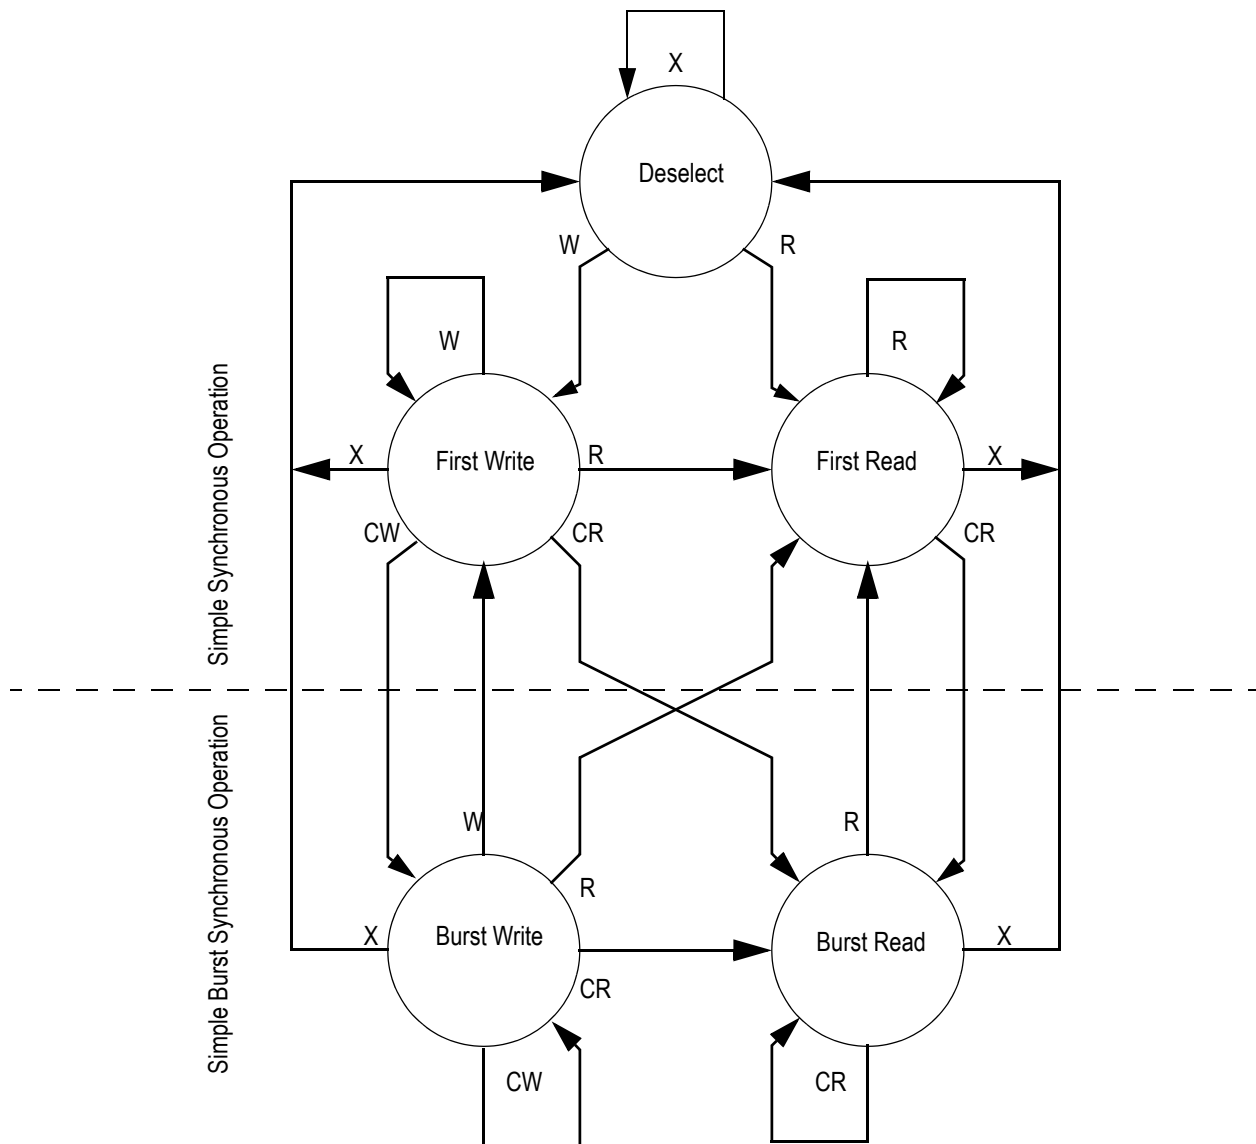 X
Deselect
W
R
W
R
Simple Synchronous Operation
X
First Write
R
First Read
X
CW
CR
CR
Simple Burst Synchronous Operation
W
R
R
X
Burst Write
Burst Read
X
CR
CW
CR